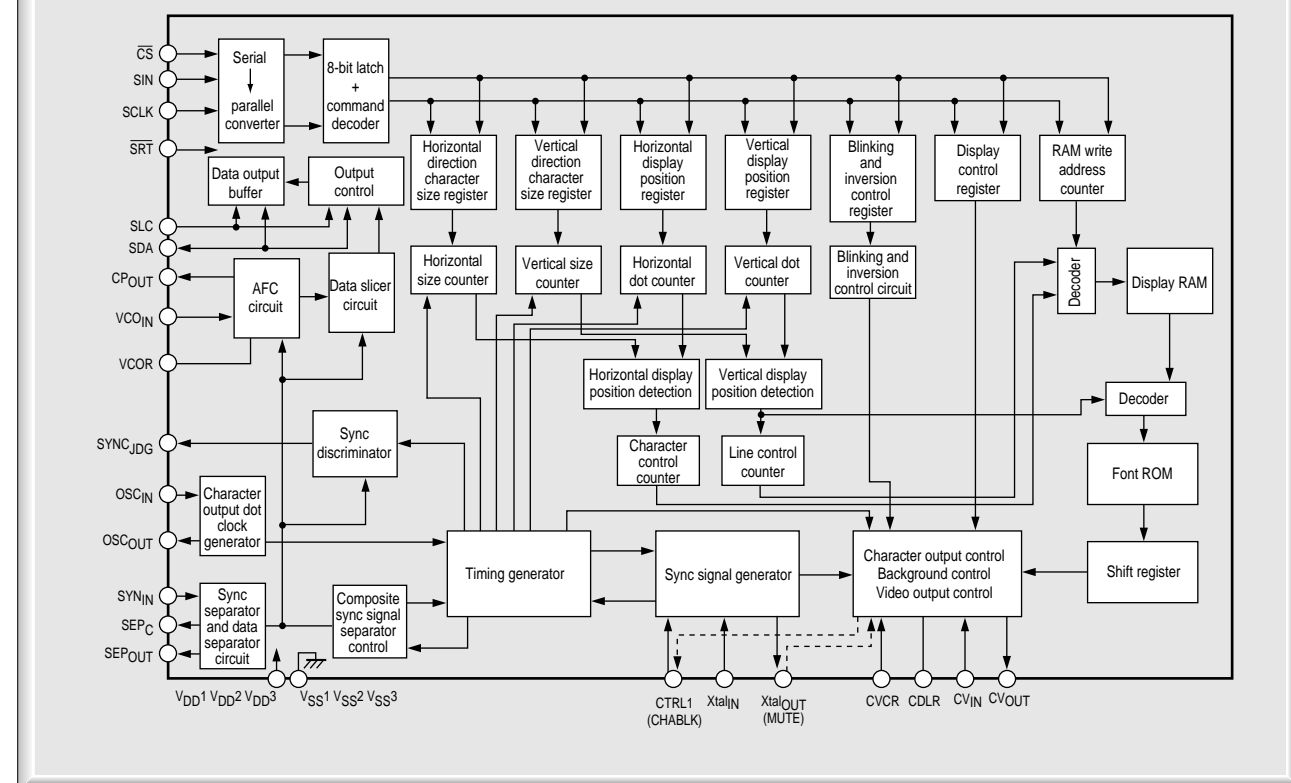 CS
SIN
SCLK
SRT
SLC
SDA
CPOUT
VCOIN
VCOR
SYNCJDG
OSCIN
OSCOUT
SYNIN
SEPC
SEPOUT
Serial
parallel
converter
8-bit latch
+
command
decoder
Data output
buffer
Output
control
AFC
circuit
Data slicer
circuit
Sync
discriminator
Character
output dot
clock
generator
Sync
separator
and data
separator
circuit
Composite
sync signal
separator
control
Horizontal
direction
character
size register
Vertical
direction
character
size register
Horizontal
display
position
register
Vertical
display
position
register
Blinking
and
inversion
control
register
Display
control
register
RAM write
address
counter
Horizontal
size counter
Vertical size
counter
Horizontal
dot counter
Vertical dot
counter
Blinking and
inversion
control circuit
Decoder
Display RAM
Horizontal display
position detection
Vertical display
position detection
Decoder
Character
control
counter
Line control
counter
Font ROM
Timing generator
Sync signal generator
Character output control
Background control
Video output control
Shift register
VDD1 VDD2 VDD3
VSS1 VSS2 VSS3
CTRL1
(CHABLK)
XtalIN
XtalOUT
(MUTE)
CVCR
CDLR
CVIN
CVOUT